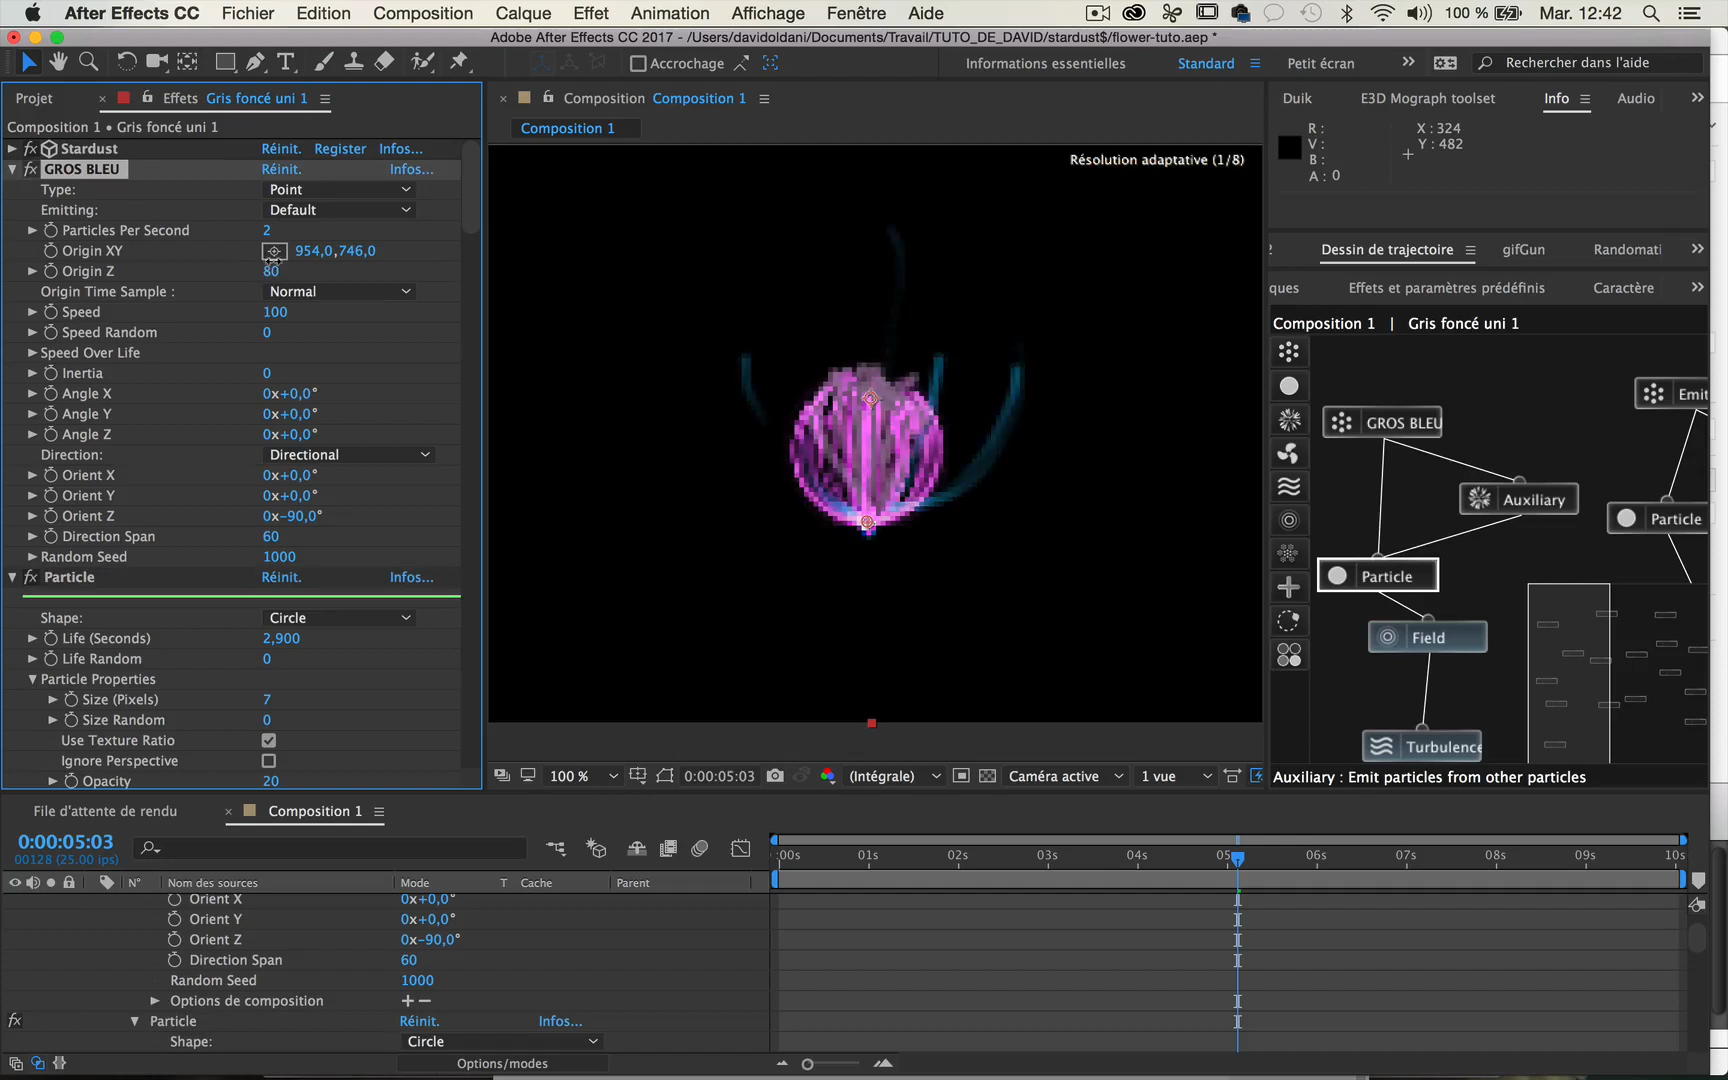 After Effects CC Fichier Edition Composition Calque Effet Animation Affichage Fenêtre Aide 100 % Mar. 12:42
Adobe After Effects CC 2017 - /Users/davidoldani/Documents/Travail/TUTO_DE_DAVID/stardust$/flower-tuto.aep *
Accrochage Informations essentielles Standard Petit écran Rechercher dans l'aide
Projet Effets Gris foncé uni 1
Composition 1 • Gris foncé uni 1
Stardust Réinit. Register Infos...
GROS BLEU Réinit. Infos...
Type: Point
Emitting: Default
Particles Per Second 2
Origin XY 954,0,746,0
Origin Z 80
Origin Time Sample : Normal
Speed 100
Speed Random 0
Speed Over Life
Inertia 0
Angle X 0x+0,0°
Angle Y 0x+0,0°
Angle Z 0x+0,0°
Direction: Directional
Orient X 0x+0,0°
Orient Y 0x+0,0°
Orient Z 0x-90,0°
Direction Span 60
Random Seed 1000
Particle Réinit. Infos...
Shape: Circle
Life (Seconds) 2,900
Life Random 0
Particle Properties
Size (Pixels) 7
Size Random 0
Use Texture Ratio
Ignore Perspective
Opacity 20
Composition Composition 1
Composition 1
Résolution adaptative (1/8)
100 % 0:00:05:03 (Intégrale) Caméra active 1 vue
Duik E3D Mograph toolset Info Audio
R : X : 324
V : Y : 482
B :
A : 0
2 Dessin de trajectoire gifGun Randomati
ques Effets et paramètres prédéfinis Caractère
Composition 1 | Gris foncé uni 1
Emit
GROS BLEU
Auxiliary
Particle
Particle
Field
Turbulence
Auxiliary : Emit particles from other particles
File d'attente de rendu Composition 1
0:00:05:03
00128 (25.00 ips)
:00s 01s 02s 03s 04s 05 06s 07s 08s 09s 10s
N° Nom des sources Mode T Cache Parent
Orient X 0x+0,0°
Orient Y 0x+0,0°
Orient Z 0x-90,0°
Direction Span 60
Random Seed 1000
Options de composition
Particle Réinit. Infos...
Shape: Circle
Options/modes